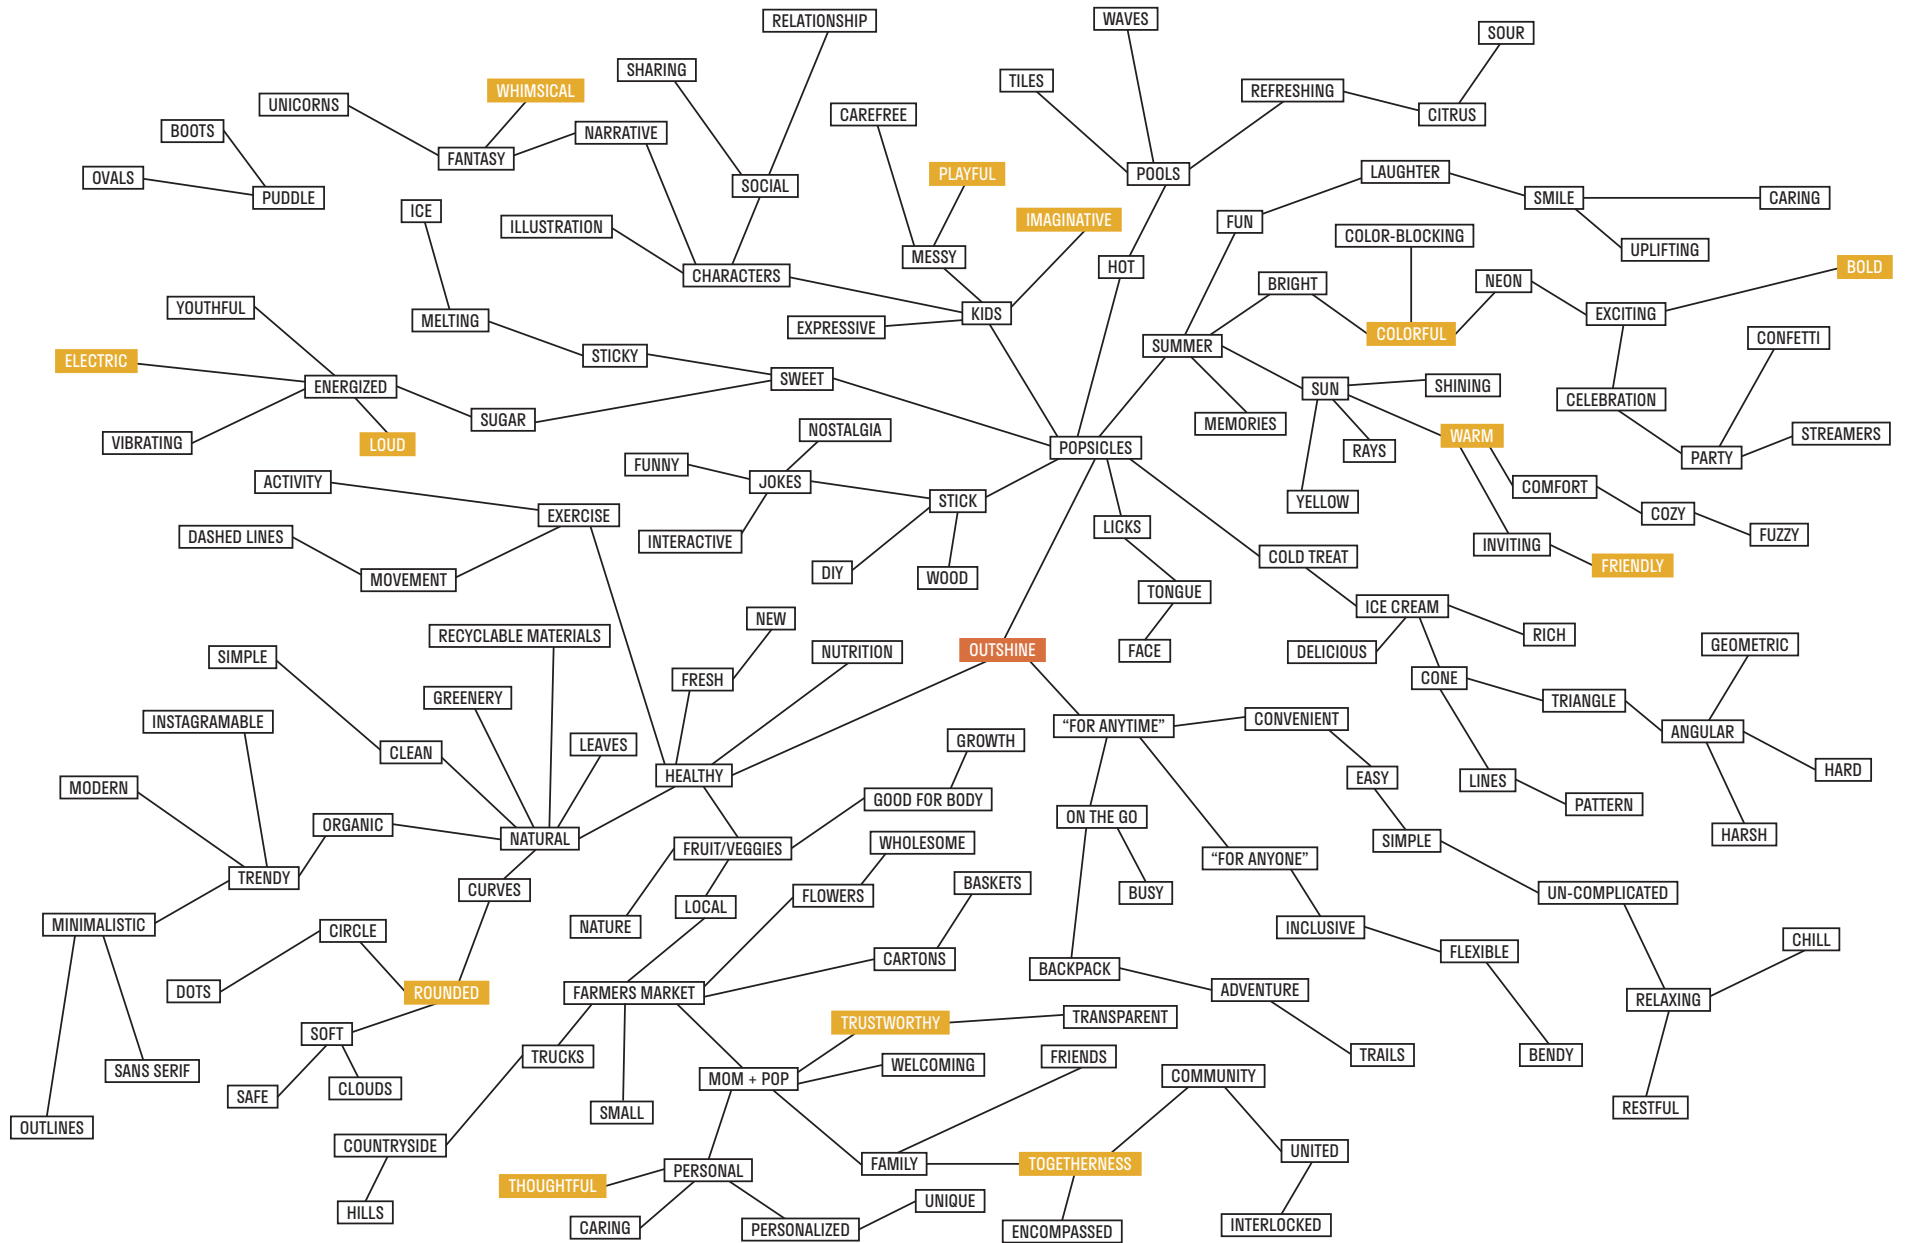 RELATIONSHIP
WAVES
SOUR
SHARING
TILES
WHIMSICAL
REFRESHING
UNICORNS
CAREFREE
CITRUS
BOOTS
NARRATIVE
FANTASY
LAUGHTER
PLAYFUL
POOLS
OVALS
SOCIAL
PUDDLE
SMILE
CARING
ICE
IMAGINATIVE
FUN
ILLUSTRATION
COLOR-BLOCKING
UPLIFTING
MESSY
HOT
BOLD
CHARACTERS
BRIGHT
NEON
YOUTHFUL
KIDS
EXCITING
MELTING
EXPRESSIVE
COLORFUL
CONFETTI
SUMMER
STICKY
ELECTRIC
SWEET
ENERGIZED
SUN
SHINING
CELEBRATION
SUGAR
MEMORIES
NOSTALGIA
STREAMERS
WARM
VIBRATING
LOUD
POPSICLES
RAYS
PARTY
FUNNY
ACTIVITY
JOKES
COMFORT
STICK
YELLOW
EXERCISE
COZY
LICKS
DASHED LINES
FUZZY
INTERACTIVE
INVITING
COLD TREAT
FRIENDLY
DIY
WOOD
MOVEMENT
TONGUE
ICE CREAM
NEW
RICH
RECYCLABLE MATERIALS
GEOMETRIC
OUTSHINE
FACE
NUTRITION
DELICIOUS
SIMPLE
FRESH
CONE
GREENERY
TRIANGLE
INSTAGRAMABLE
"FOR ANYTIME"
CONVENIENT
ANGULAR
GROWTH
LEAVES
CLEAN
HARD
HEALTHY
EASY
LINES
MODERN
GOOD FOR BODY
PATTERN
ON THE GO
ORGANIC
HARSH
NATURAL
SIMPLE
WHOLESOME
FRUIT/VEGGIES
"FOR ANYONE"
TRENDY
BASKETS
CURVES
BUSY
UN-COMPLICATED
FLOWERS
LOCAL
MINIMALISTIC
NATURE
INCLUSIVE
CIRCLE
CHILL
FLEXIBLE
CARTONS
BACKPACK
DOTS
ROUNDED
FARMERS MARKET
ADVENTURE
RELAXING
TRUSTWORTHY
TRANSPARENT
SOFT
TRUCKS
FRIENDS
TRAILS
BENDY
SANS SERIF
WELCOMING
MOM + POP
COMMUNITY
CLOUDS
SAFE
RESTFUL
SMALL
OUTLINES
COUNTRYSIDE
UNITED
FAMILY
TOGETHERNESS
PERSONAL
THOUGHTFUL
UNIQUE
HILLS
CARING
PERSONALIZED
ENCOMPASSED
INTERLOCKED